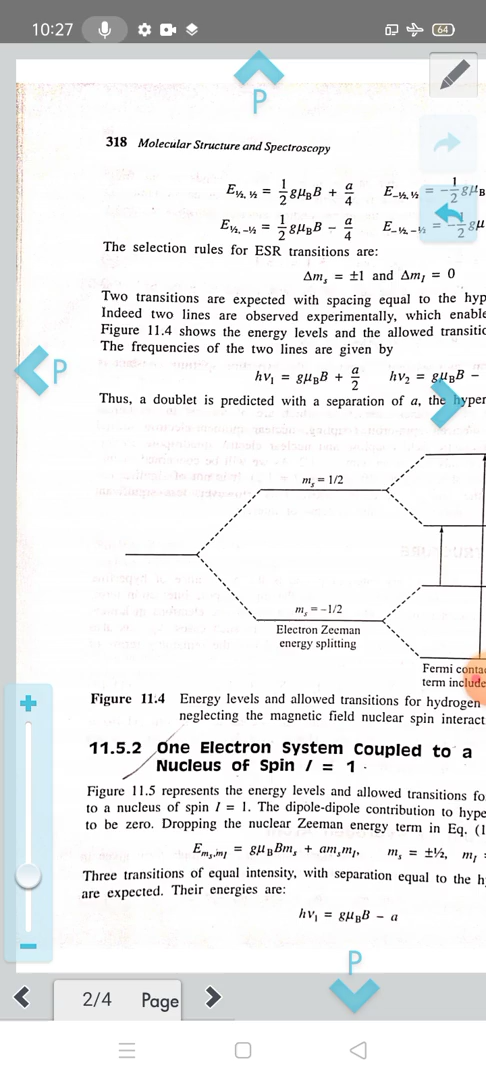 10:27
64
P
318 Molecular Structure and Spectroscopy
E½, ½ = 1/2 gμBB + a/4 E-½, ½ = -1/2 gμB
E½, -½ = 1/2 gμBB - a/4 E-½, -½ = -1/2 gμ
The selection rules for ESR transitions are:
Δms = ±1 and ΔmI = 0
Two transitions are expected with spacing equal to the hyp
Indeed two lines are observed experimentally, which enable
Figure 11.4 shows the energy levels and the allowed transitio
The frequencies of the two lines are given by
P
hν1 = gμBB + a/2 hν2 = gμBB -
Thus, a doublet is predicted with a separation of a, the hyper
ms = 1/2
ms = -1/2
Electron Zeeman
energy splitting
Fermi conta
term include
Figure 11.4 Energy levels and allowed transitions for hydrogen
neglecting the magnetic field nuclear spin interact
11.5.2 One Electron System Coupled to a
Nucleus of Spin I = 1
Figure 11.5 represents the energy levels and allowed transitions fo
to a nucleus of spin I = 1. The dipole-dipole contribution to hype
to be zero. Dropping the nuclear Zeeman energy term in Eq. (1
Ems,mI = gμBBms + amsmI, ms = ±½, mI =
Three transitions of equal intensity, with separation equal to the h
are expected. Their energies are:
hν1 = gμBB - a
P
2/4 Page